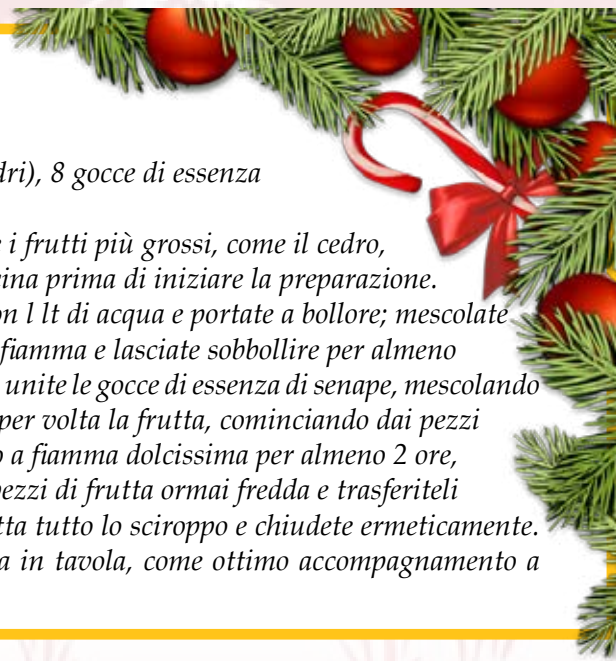 dri), 8 gocce di essenza
i frutti più grossi, come il cedro,
ina prima di iniziare la preparazione.
on l lt di acqua e portate a bollore; mescolate
fiamma e lasciate sobbollire per almeno
unite le gocce di essenza di senape, mescolando
per volta la frutta, cominciando dai pezzi
o a fiamma dolcissima per almeno 2 ore,
pezzi di frutta ormai fredda e trasferiteli
tta tutto lo sciroppo e chiudete ermeticamente.
a in tavola, come ottimo accompagnamento a